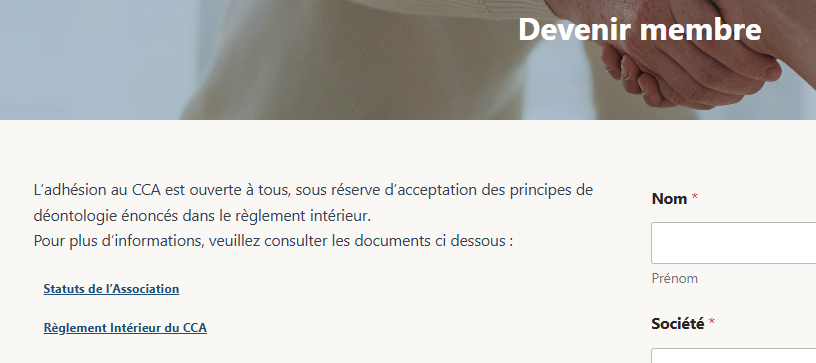 Devenir membre
L'adhésion au CCA est ouverte à tous, sous réserve d'acceptation des principes de
déontologie énoncés dans le règlement intérieur.
Pour plus d'informations, veuillez consulter les documents ci dessous :
Statuts de l'Association
Règlement Intérieur du CCA
Nom *
Prénom
Société *